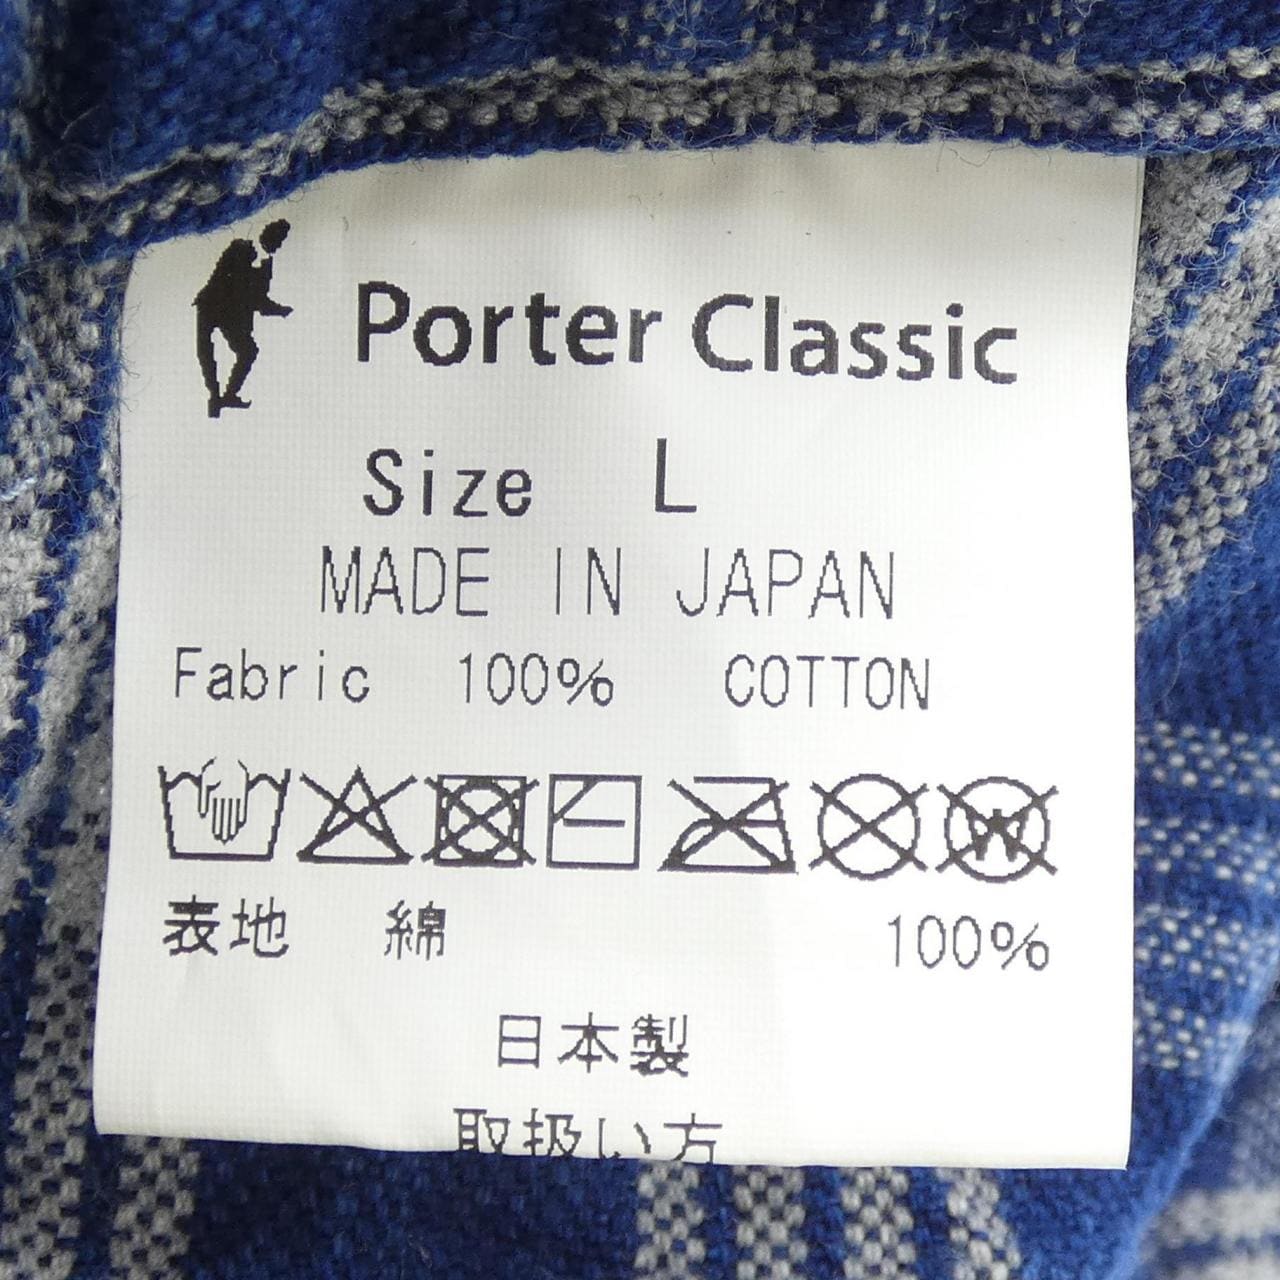 Porter Classic
Size L
MADE IN JAPAN
Fabric 100% COTTON
W
表地 綿 100%
日本製
取扱い方